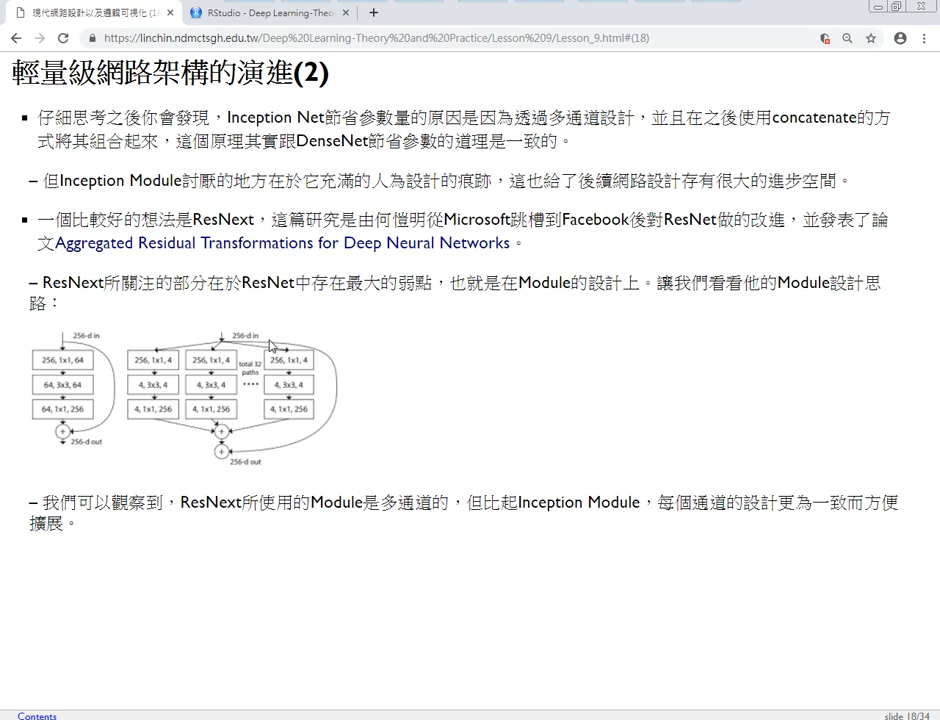 現代網路設計以及邏輯可視化 (1
RStudio - Deep Learning-Theo
https://linchin.ndmctsgh.edu.tw/Deep%20Learning-Theory%20and%20Practice/Lesson%209/Lesson_9.html#(18)
輕量級網路架構的演進(2)
仔細思考之後你會發現，Inception Net節省參數量的原因是因為透過多通道設計，並且在之後使用concatenate的方
式將其組合起來，這個原理其實跟DenseNet節省參數的道理是一致的。
– 但Inception Module討厭的地方在於它充滿的人為設計的痕跡，這也給了後續網路設計存有很大的進步空間。
一個比較好的想法是ResNext，這篇研究是由何愷明從Microsoft跳槽到Facebook後對ResNet做的改進，並發表了論
文Aggregated Residual Transformations for Deep Neural Networks。
– ResNext所關注的部分在於ResNet中存在最大的弱點，也就是在Module的設計上。讓我們看看他的Module設計思
路：
256-d in
256, 1x1, 64
64, 3x3, 64
64, 1x1, 256
+
256-d out
256-d in
256, 1x1, 4
256, 1x1, 4
total 32
paths
256, 1x1, 4
4, 3x3, 4
4, 3x3, 4
....
4, 3x3, 4
4, 1x1, 256
4, 1x1, 256
4, 1x1, 256
+
+
256-d out
– 我們可以觀察到，ResNext所使用的Module是多通道的，但比起Inception Module，每個通道的設計更為一致而方便
擴展。
Contents
slide 18/34